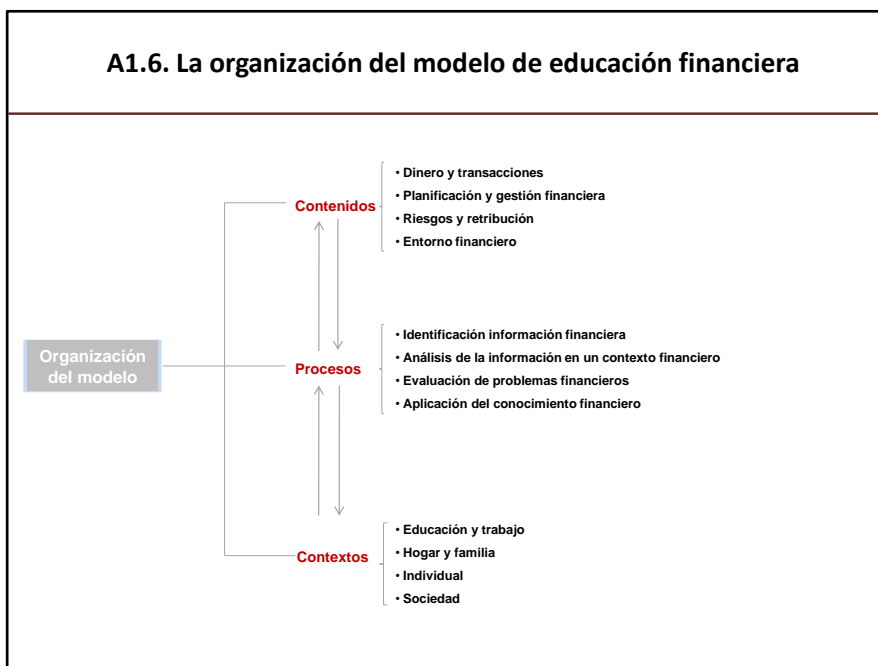 A1.6. La organización del modelo de educación financiera
Organización
del modelo
Contenidos
• Dinero y transacciones
• Planificación y gestión financiera
• Riesgos y retribución
• Entorno financiero
Procesos
• Identificación información financiera
• Análisis de la información en un contexto financiero
• Evaluación de problemas financieros
• Aplicación del conocimiento financiero
Contextos
• Educación y trabajo
• Hogar y familia
• Individual
• Sociedad